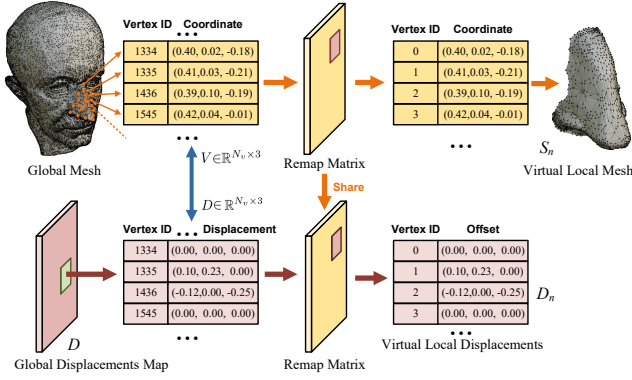 Vertex ID Coordinate
1334 (0.40, 0.02, -0.18)
1335 (0.41,0.03, -0.21)
1436 (0.39,0.10, -0.19)
1545 (0.42,0.04, -0.01)
...
Global Mesh
Remap Matrix
Vertex ID Coordinate
0 (0.40, 0.02, -0.18)
1 (0.41,0.03, -0.21)
2 (0.39,0.10, -0.19)
3 (0.42,0.04, -0.01)
...
Sₙ
Virtual Local Mesh
V∈ℝ^{N_v×3}
Share
D∈ℝ^{N_v×3}
...
Vertex ID Displacement
1334 (0.00, 0.00, 0.00)
1335 (0.10, 0.23, 0.00)
1436 (-0.12,0.00, -0.25)
1545 (0.00, 0.00, 0.00)
...
D
Global Displacements Map
Remap Matrix
Vertex ID Offset
0 (0.00, 0.00, 0.00)
1 (0.10, 0.23, 0.00)
2 (-0.12,0.00, -0.25)
3 (0.00, 0.00, 0.00)
...
Dₙ
Virtual Local Displacements